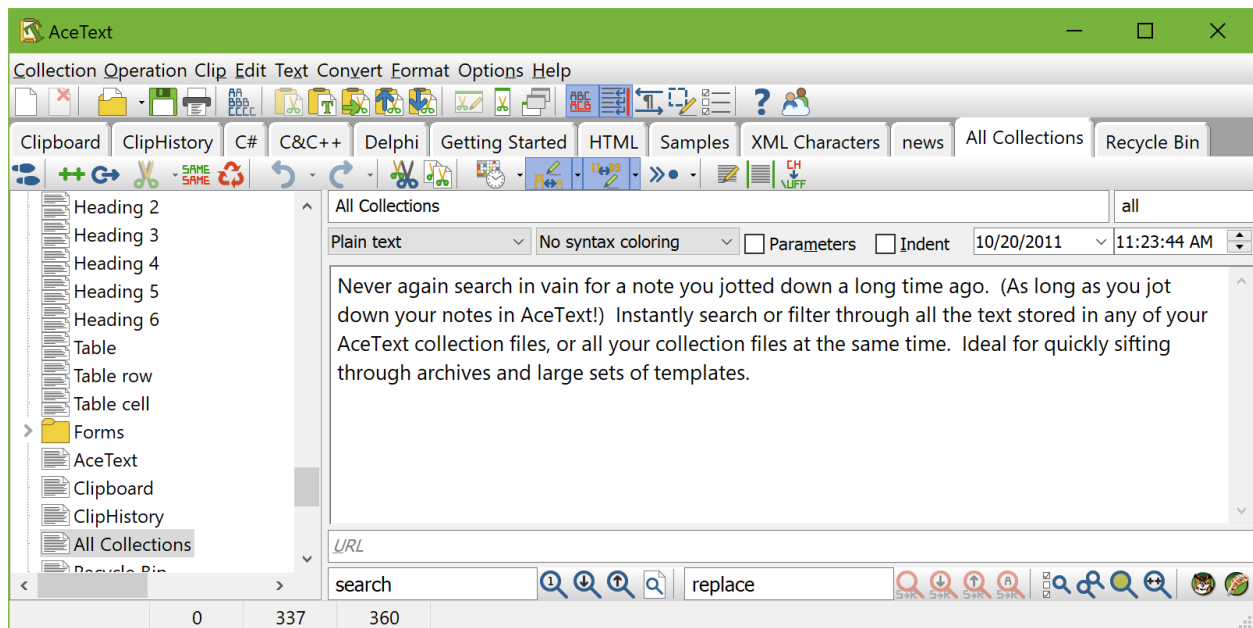 AceText
Collection Operation Clip Edit Text Convert Format Options Help
Clipboard ClipHistory C# C&C++ Delphi Getting Started HTML Samples XML Characters news All Collections Recycle Bin
Heading 2
Heading 3
Heading 4
Heading 5
Heading 6
Table
Table row
Table cell
Forms
AceText
Clipboard
ClipHistory
All Collections
Recycle Bin
All Collections all
Plain text No syntax coloring Parameters Indent 10/20/2011 11:23:44 AM
Never again search in vain for a note you jotted down a long time ago.  (As long as you jot
down your notes in AceText!)  Instantly search or filter through all the text stored in any of your
AceText collection files, or all your collection files at the same time.  Ideal for quickly sifting
through archives and large sets of templates.
URL
search replace
0 337 360